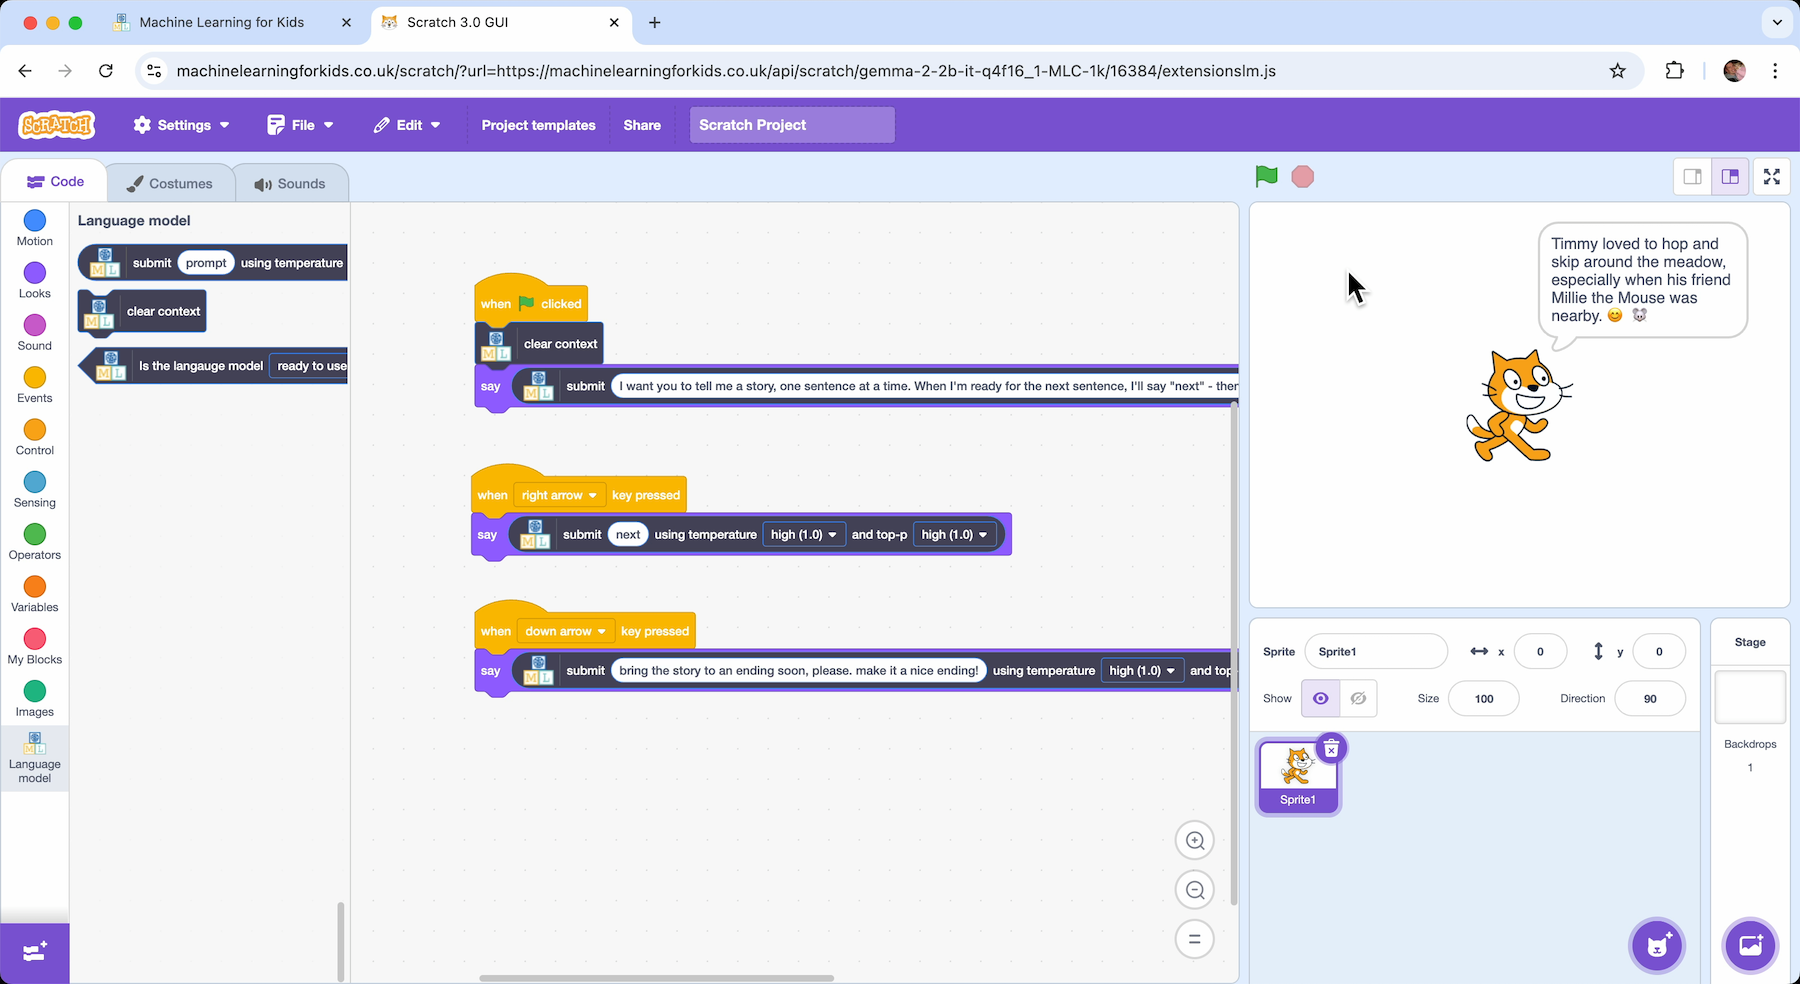 Machine Learning for Kids
Scratch 3.0 GUI
machinelearningforkids.co.uk/scratch/?url=https://machinelearningforkids.co.uk/api/scratch/gemma-2-2b-it-q4f16_1-MLC-1k/16384/extensionslm.js
SCRATCH
Settings
File
Edit
Project templates
Share
Scratch Project
Code
Costumes
Sounds
Motion
Looks
Sound
Events
Control
Sensing
Operators
Variables
My Blocks
Images
Language
model
Language model
submit prompt using temperature
clear context
Is the langauge model ready to use
when clicked
clear context
say submit I want you to tell me a story, one sentence at a time. When I'm ready for the next sentence, I'll say "next" - then
when right arrow key pressed
say submit next using temperature high (1.0) and top-p high (1.0)
when down arrow key pressed
say submit bring the story to an ending soon, please. make it a nice ending! using temperature high (1.0) and top
Timmy loved to hop and
skip around the meadow,
especially when his friend
Millie the Mouse was
nearby. 😊 🐭
Sprite Sprite1 x 0 y 0
Show Size 100 Direction 90
Sprite1
Stage
Backdrops
1